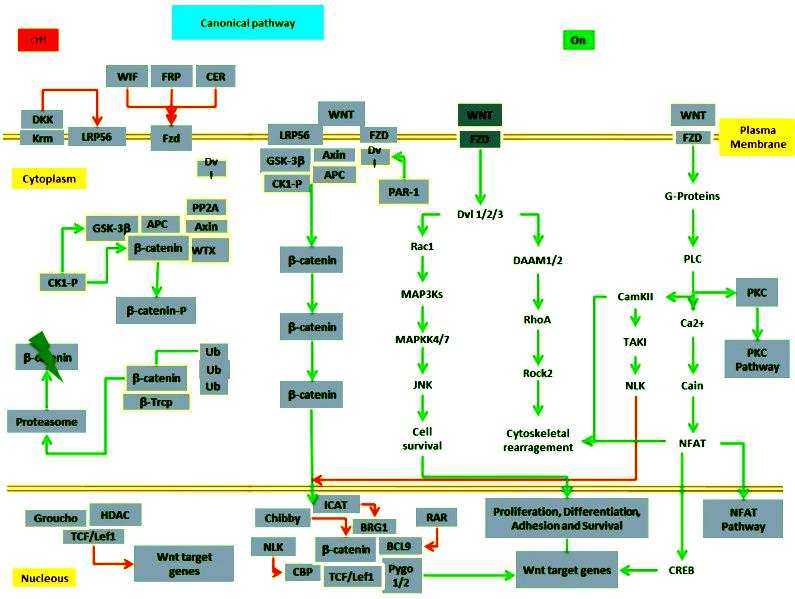 Canonical pathway
Off
On
WIF
FRP
CER
DKK
Krm
LRP56
Fzd
WNT
LRP56
FZD
WNT
FZD
WNT
FZD
Plasma
Membrane
Dv
l
GSK-3β
Axin
CK1-P
APC
Dv
l
PAR-1
Cytoplasm
PP2A
GSK-3β
APC
Axin
β-catenin
WTX
CK1-P
β-catenin-P
β-catenin
Ub
Ub
Ub
β-catenin
β-Trcp
Proteasome
β-catenin
β-catenin
β-catenin
Dvl 1/2/3
Rac1
MAP3Ks
MAPKK4/7
JNK
Cell
survival
DAAM1/2
RhoA
Rock2
Cytoskeletal
rearragement
G-Proteins
PLC
CamKII
PKC
Ca2+
TAKI
PKC
Pathway
NLK
Cain
NFAT
Groucho
HDAC
TCF/Lef1
Wnt target
genes
Nucleous
ICAT
Chibby
BRG1
RAR
NLK
β-catenin
BCL9
CBP
TCF/Lef1
Pygo
1/2
Proliferation, Differentiation,
Adhesion and Survival
Wnt target genes
CREB
NFAT
Pathway